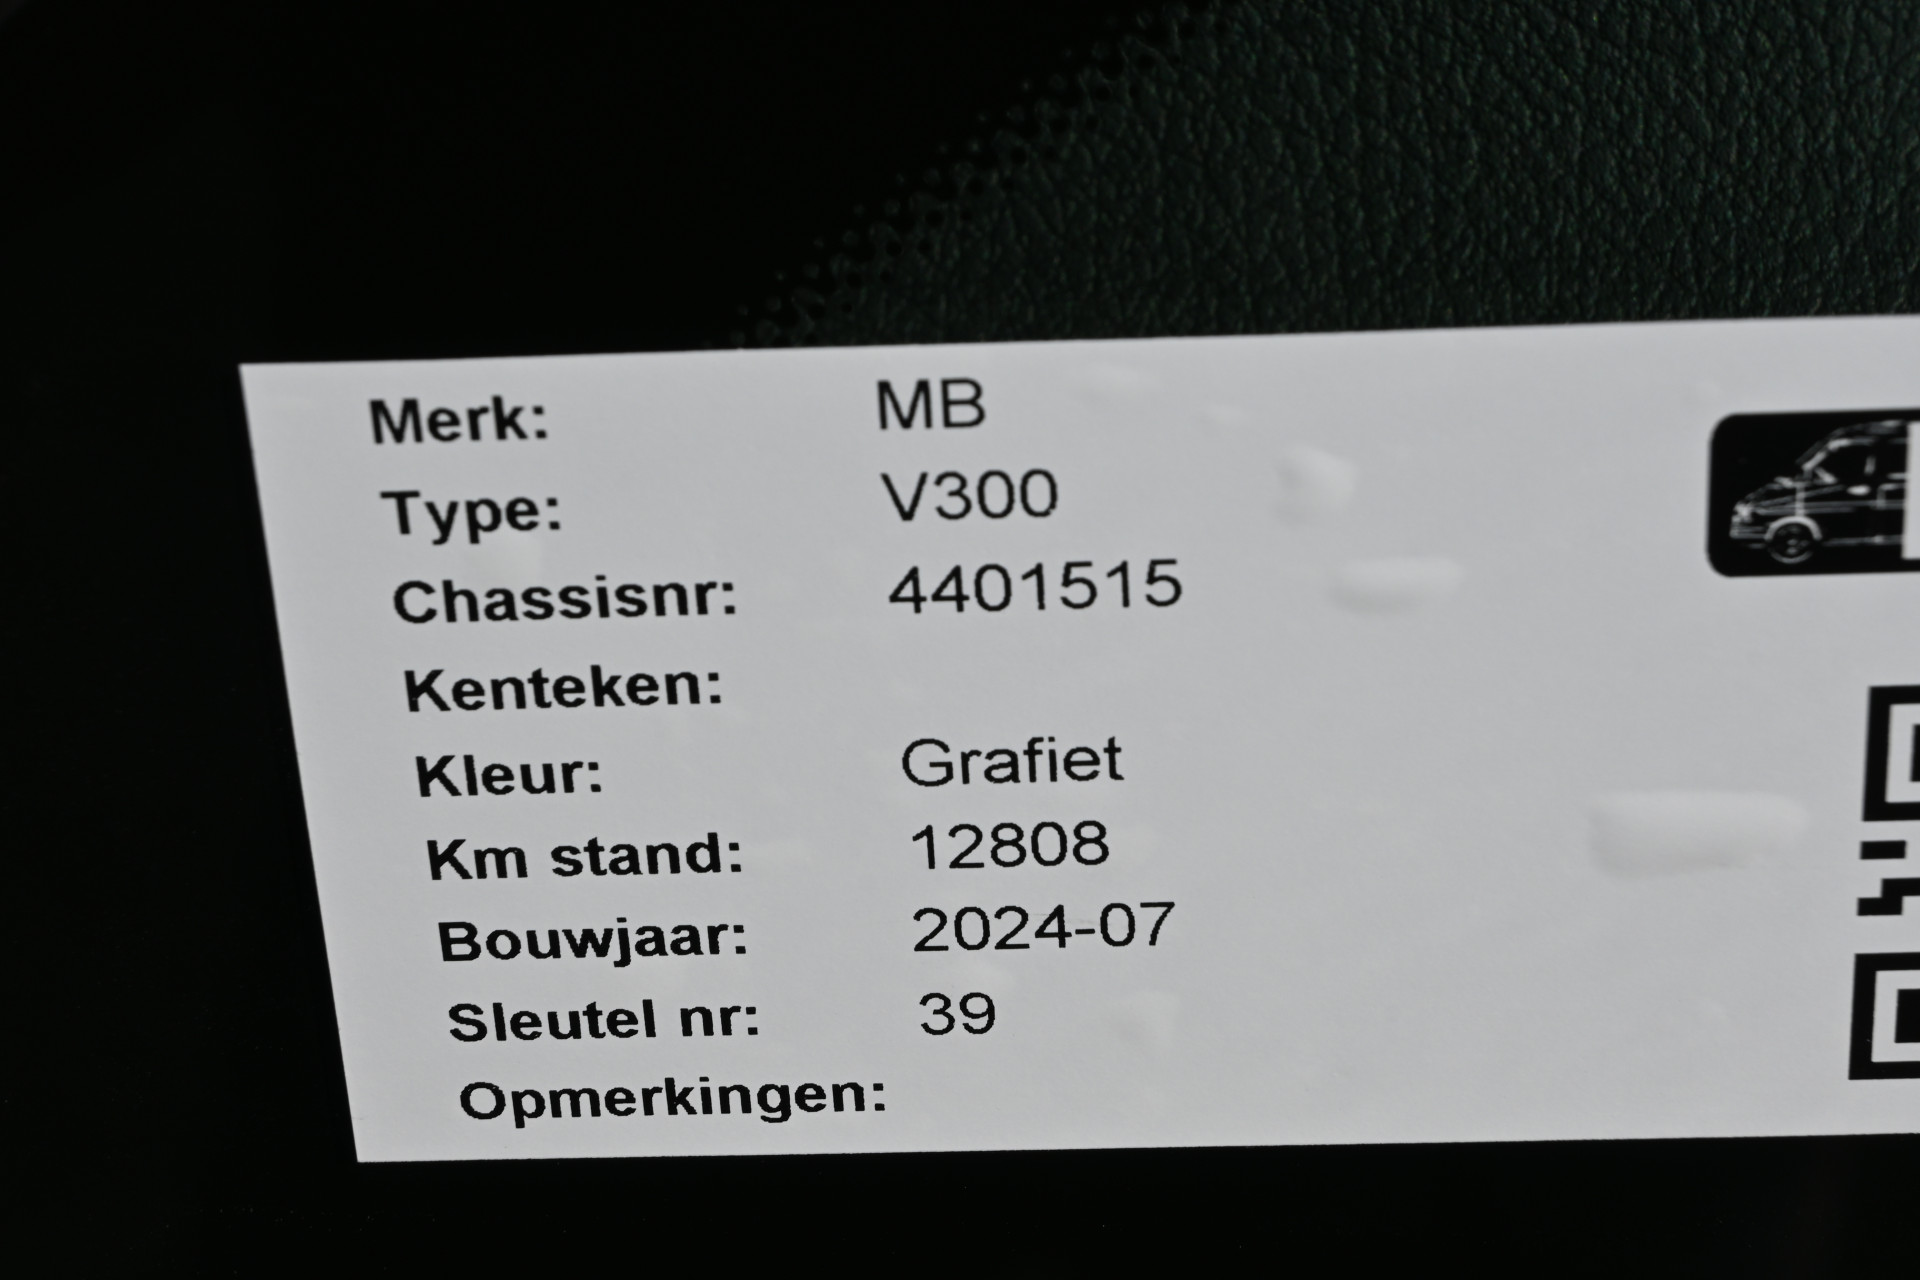 Merk: MB
Type: V300
Chassisnr: 4401515
Kenteken:
Kleur: Grafiet
Km stand: 12808
Bouwjaar: 2024-07
Sleutel nr: 39
Opmerkingen: